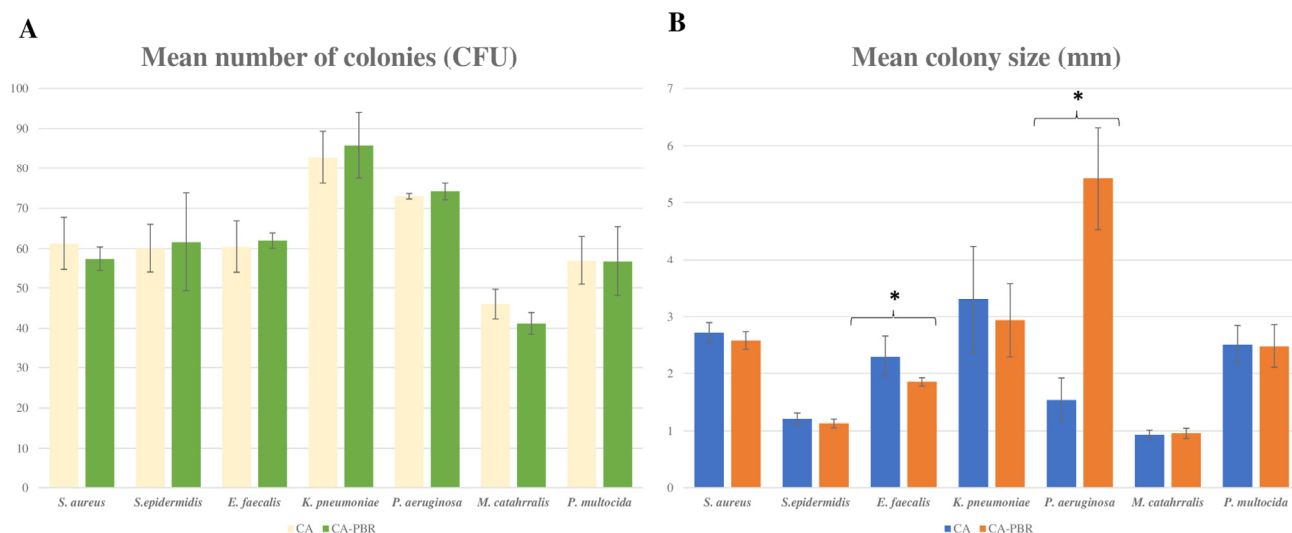 A
Mean number of colonies (CFU)
100
90
80
70
60
50
40
30
20
10
0
S. aureus S.epidermidis E. faecalis K. pneumoniae P. aeruginosa M. catahrralis P. multocida
CA CA-PBR
B
Mean colony size (mm)
7
6
5
4
3
2
1
0
*
*
S. aureus S.epidermidis E. faecalis K. pneumoniae P. aeruginosa M. catahrralis P. multocida
CA CA-PBR